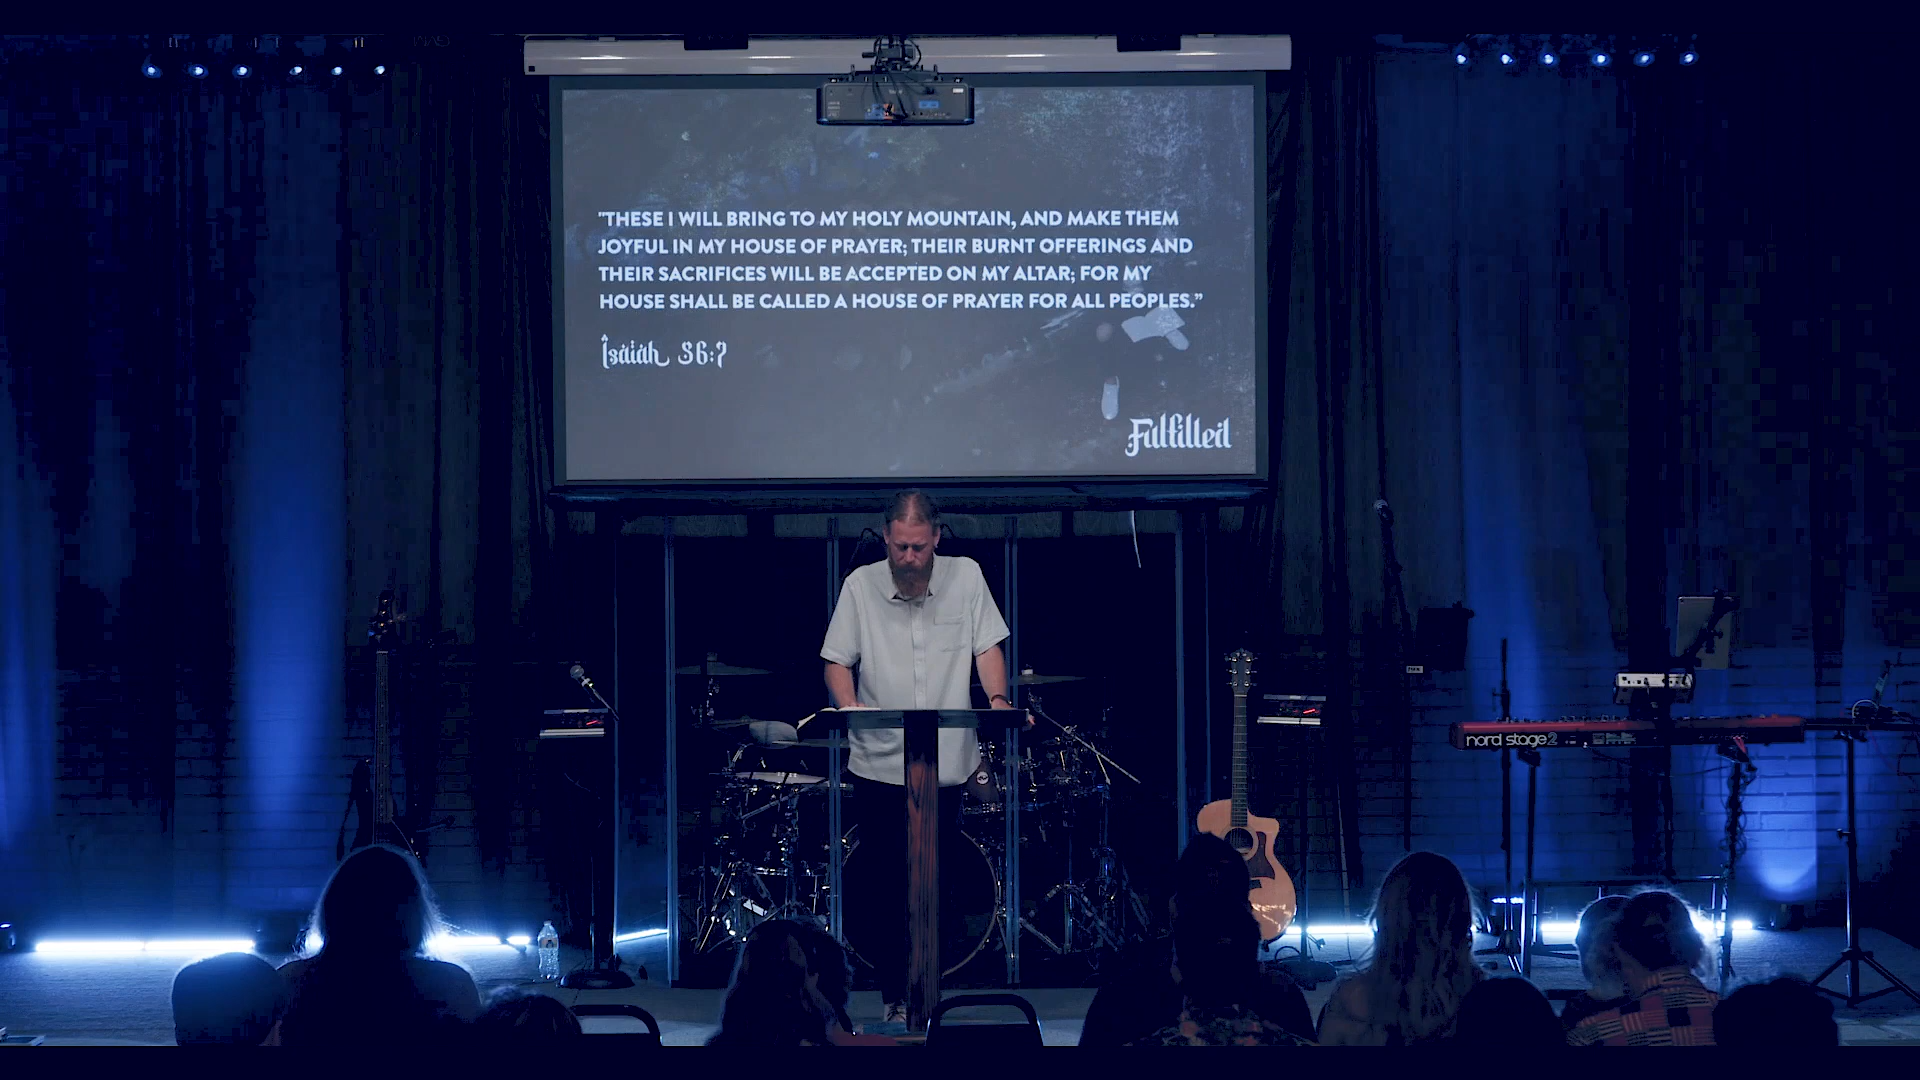 "THESE I WILL BRING TO MY HOLY MOUNTAIN, AND MAKE THEM
JOYFUL IN MY HOUSE OF PRAYER; THEIR BURNT OFFERINGS AND
THEIR SACRIFICES WILL BE ACCEPTED ON MY ALTAR; FOR MY
HOUSE SHALL BE CALLED A HOUSE OF PRAYER FOR ALL PEOPLES.”
Isaiah 56:7
Fulfilled
nord stage2